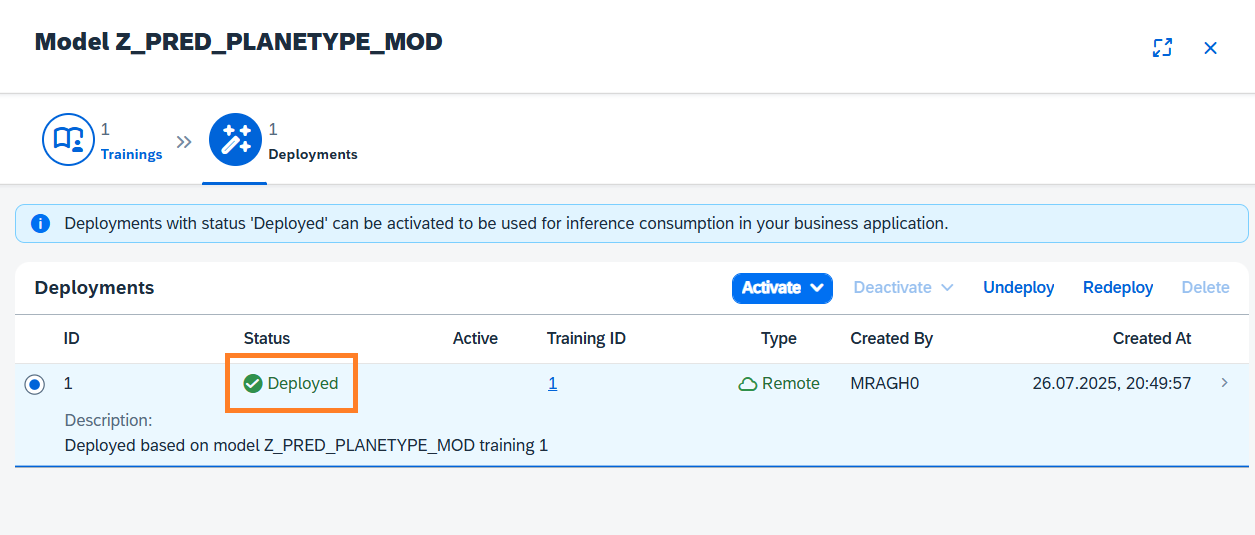 Model Z_PRED_PLANETYPE_MOD
1
Trainings
1
Deployments
Deployments with status 'Deployed' can be activated to be used for inference consumption in your business application.
Deployments Activate Deactivate Undeploy Redeploy Delete
ID Status Active Training ID Type Created By Created At
1 Deployed 1 Remote MRAGH0 26.07.2025, 20:49:57
Description:
Deployed based on model Z_PRED_PLANETYPE_MOD training 1